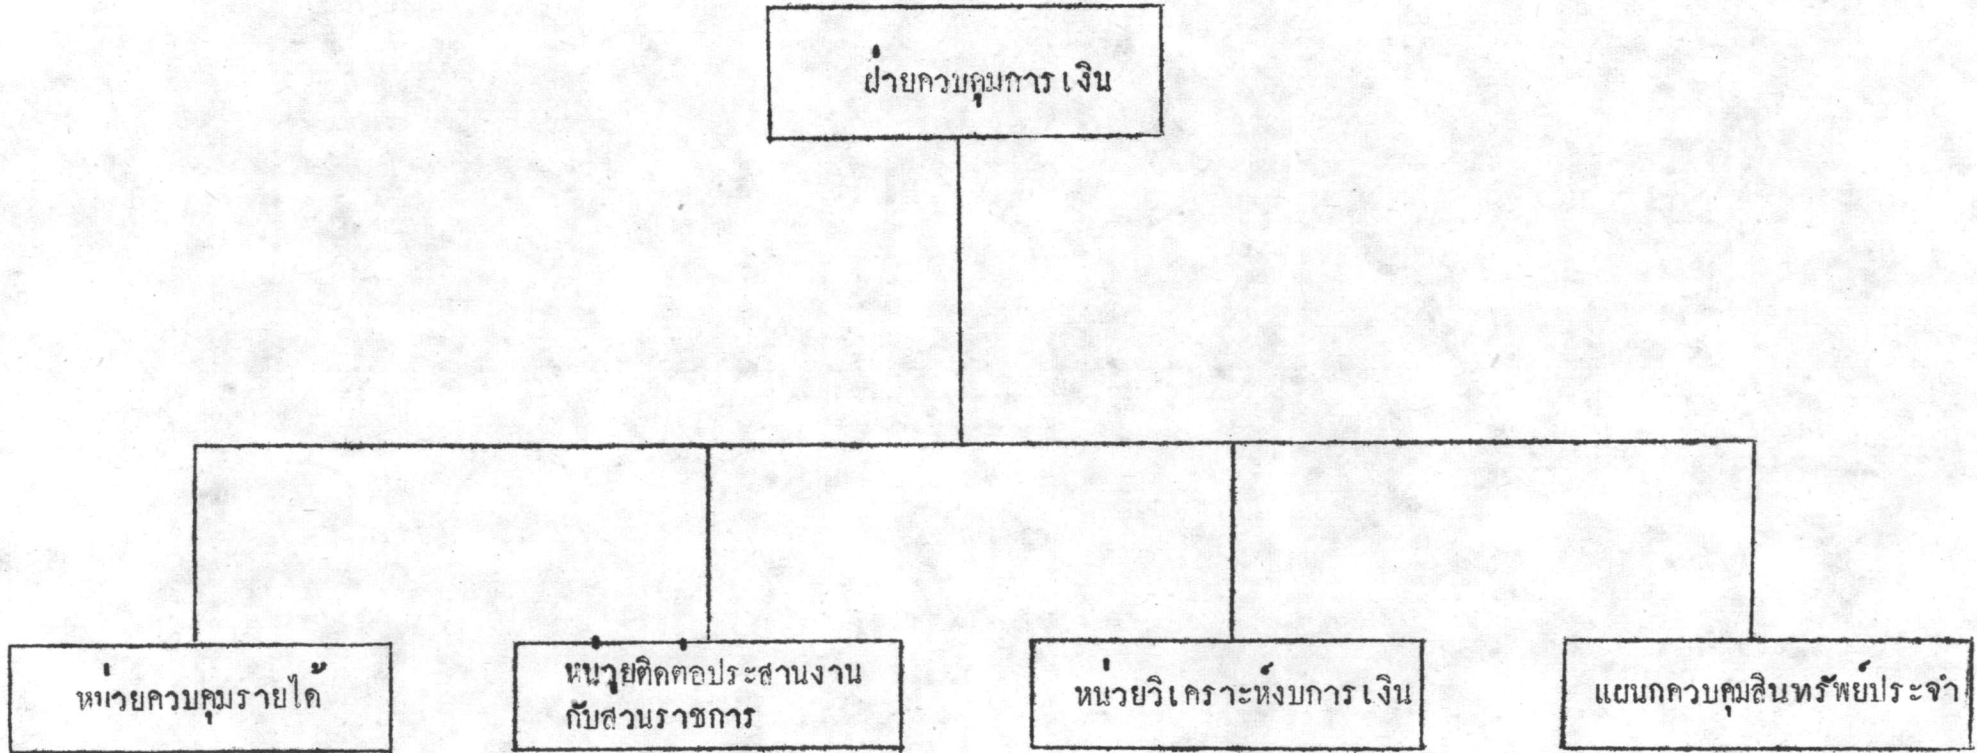 ฝ่ายควบคุมการเงิน
หน่วยควบคุมรายได้
หน่วยติดต่อประสานงาน
กับส่วนราชการ
หน่วยวิเคราะห์งบการเงิน
แผนกควบคุมสินทรัพย์ประจำ